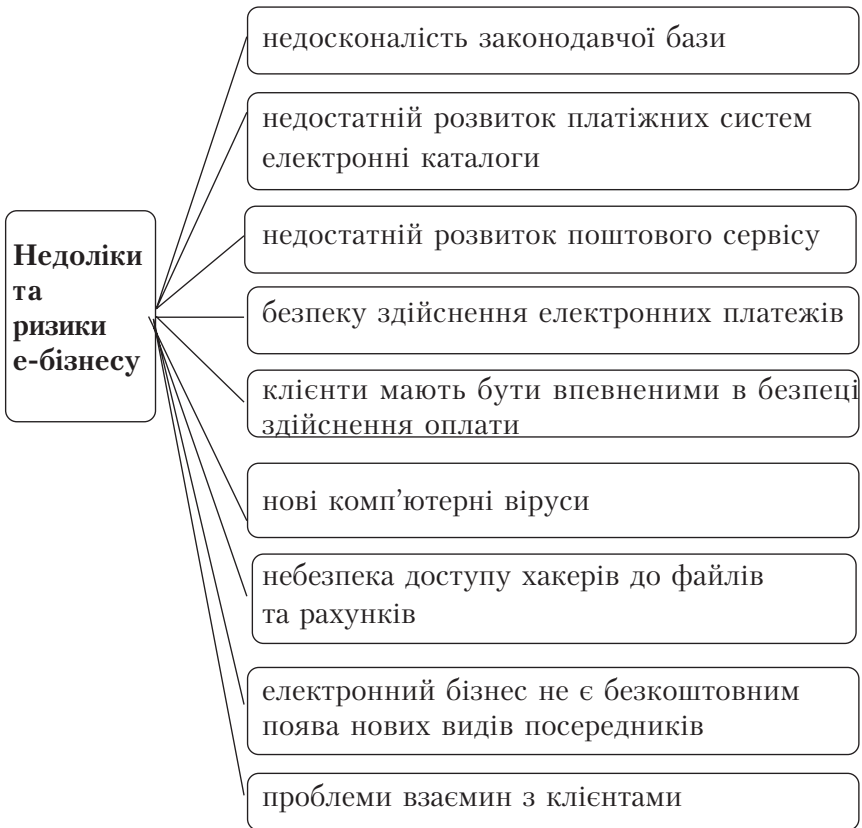 недосконалість законодавчої бази
недостатній розвиток платіжних систем
електронні каталоги
недостатній розвиток поштового сервісу
Недоліки
та
ризики
е-бізнесу
безпеку здійснення електронних платежів
клієнти мають бути впевненими в безпеці
здійснення оплати
нові комп’ютерні віруси
небезпека доступу хакерів до файлів
та рахунків
електронний бізнес не є безкоштовним
поява нових видів посередників
проблеми взаємин з клієнтами